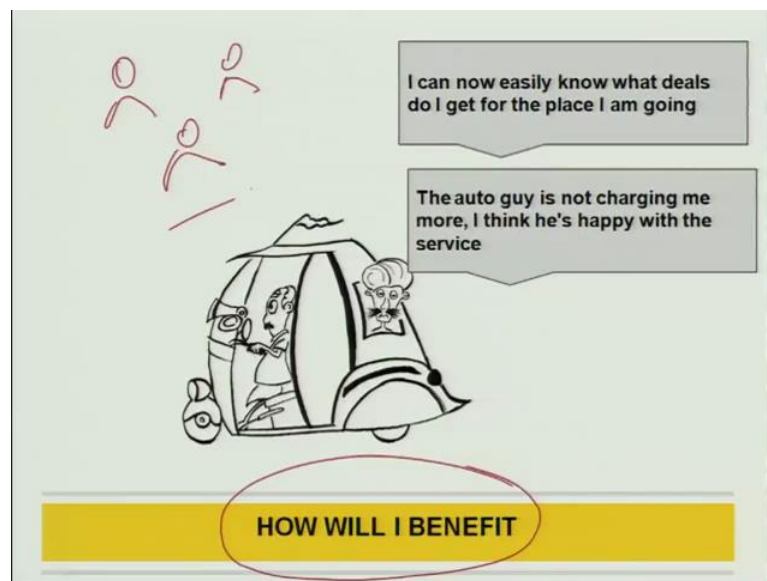 I can now easily know what deals
do I get for the place I am going
The auto guy is not charging me
more, I think he's happy with the
service
HOW WILL I BENEFIT